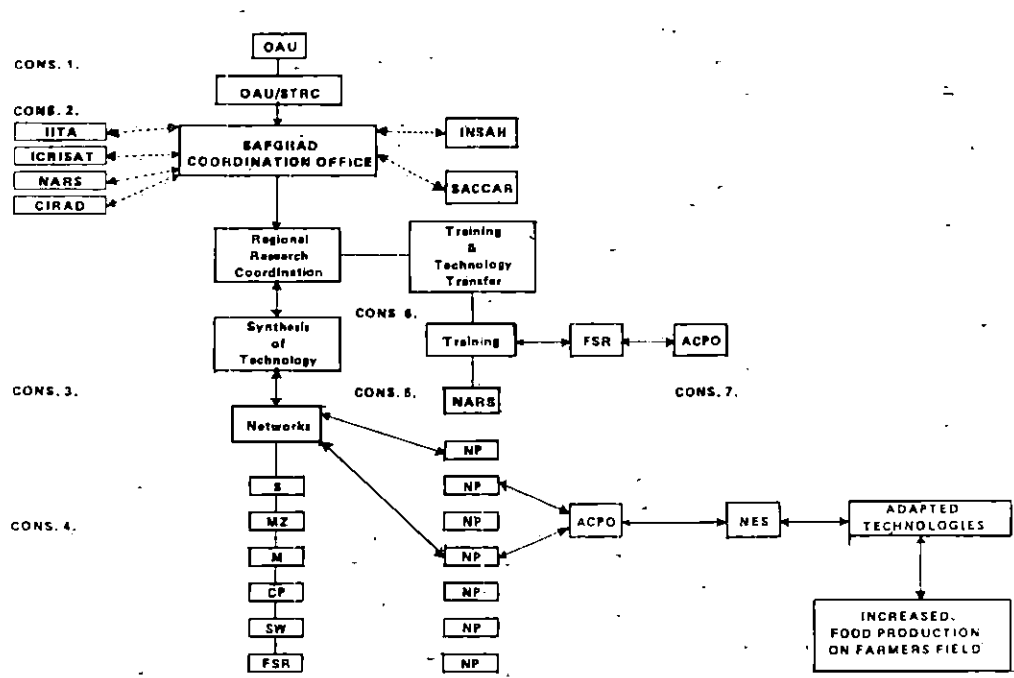 OAU
CONS. 1.
OAU/STRC
CONS. 2.
IITA
ICRISAT
NARS
CIRAD
SAFGRAD
COORDINATION OFFICE
INSAH
SACCAR
Regional
Research
Coordination
Training
&
Technology
Transfer
CONS 6.
Synthesis
of
Technology
Training
FSR
ACPO
CONS. 3.
CONS. 5.
CONS. 7.
NARS
Networks
NP
S
NP
MZ
NP
ACPO
NES
ADAPTED
TECHNOLOGIES
CONS. 4.
M
NP
CP
NP
SW
NP
FSR
NP
INCREASED.
FOOD PRODUCTION
ON FARMERS FIELD